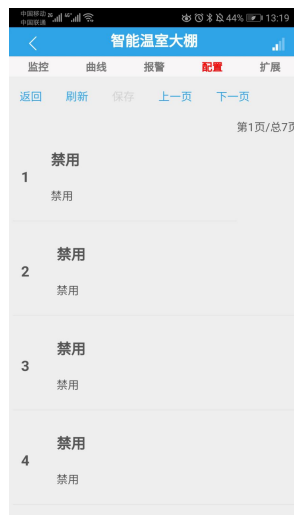 中国移动 26 46 44% 13:19
中国联通
智能温室大棚
监控 曲线 报警 配置 扩展
返回 刷新 保存 上一页 下一页
第1页/总7页
禁用
1
禁用
禁用
2
禁用
禁用
3
禁用
禁用
4
禁用